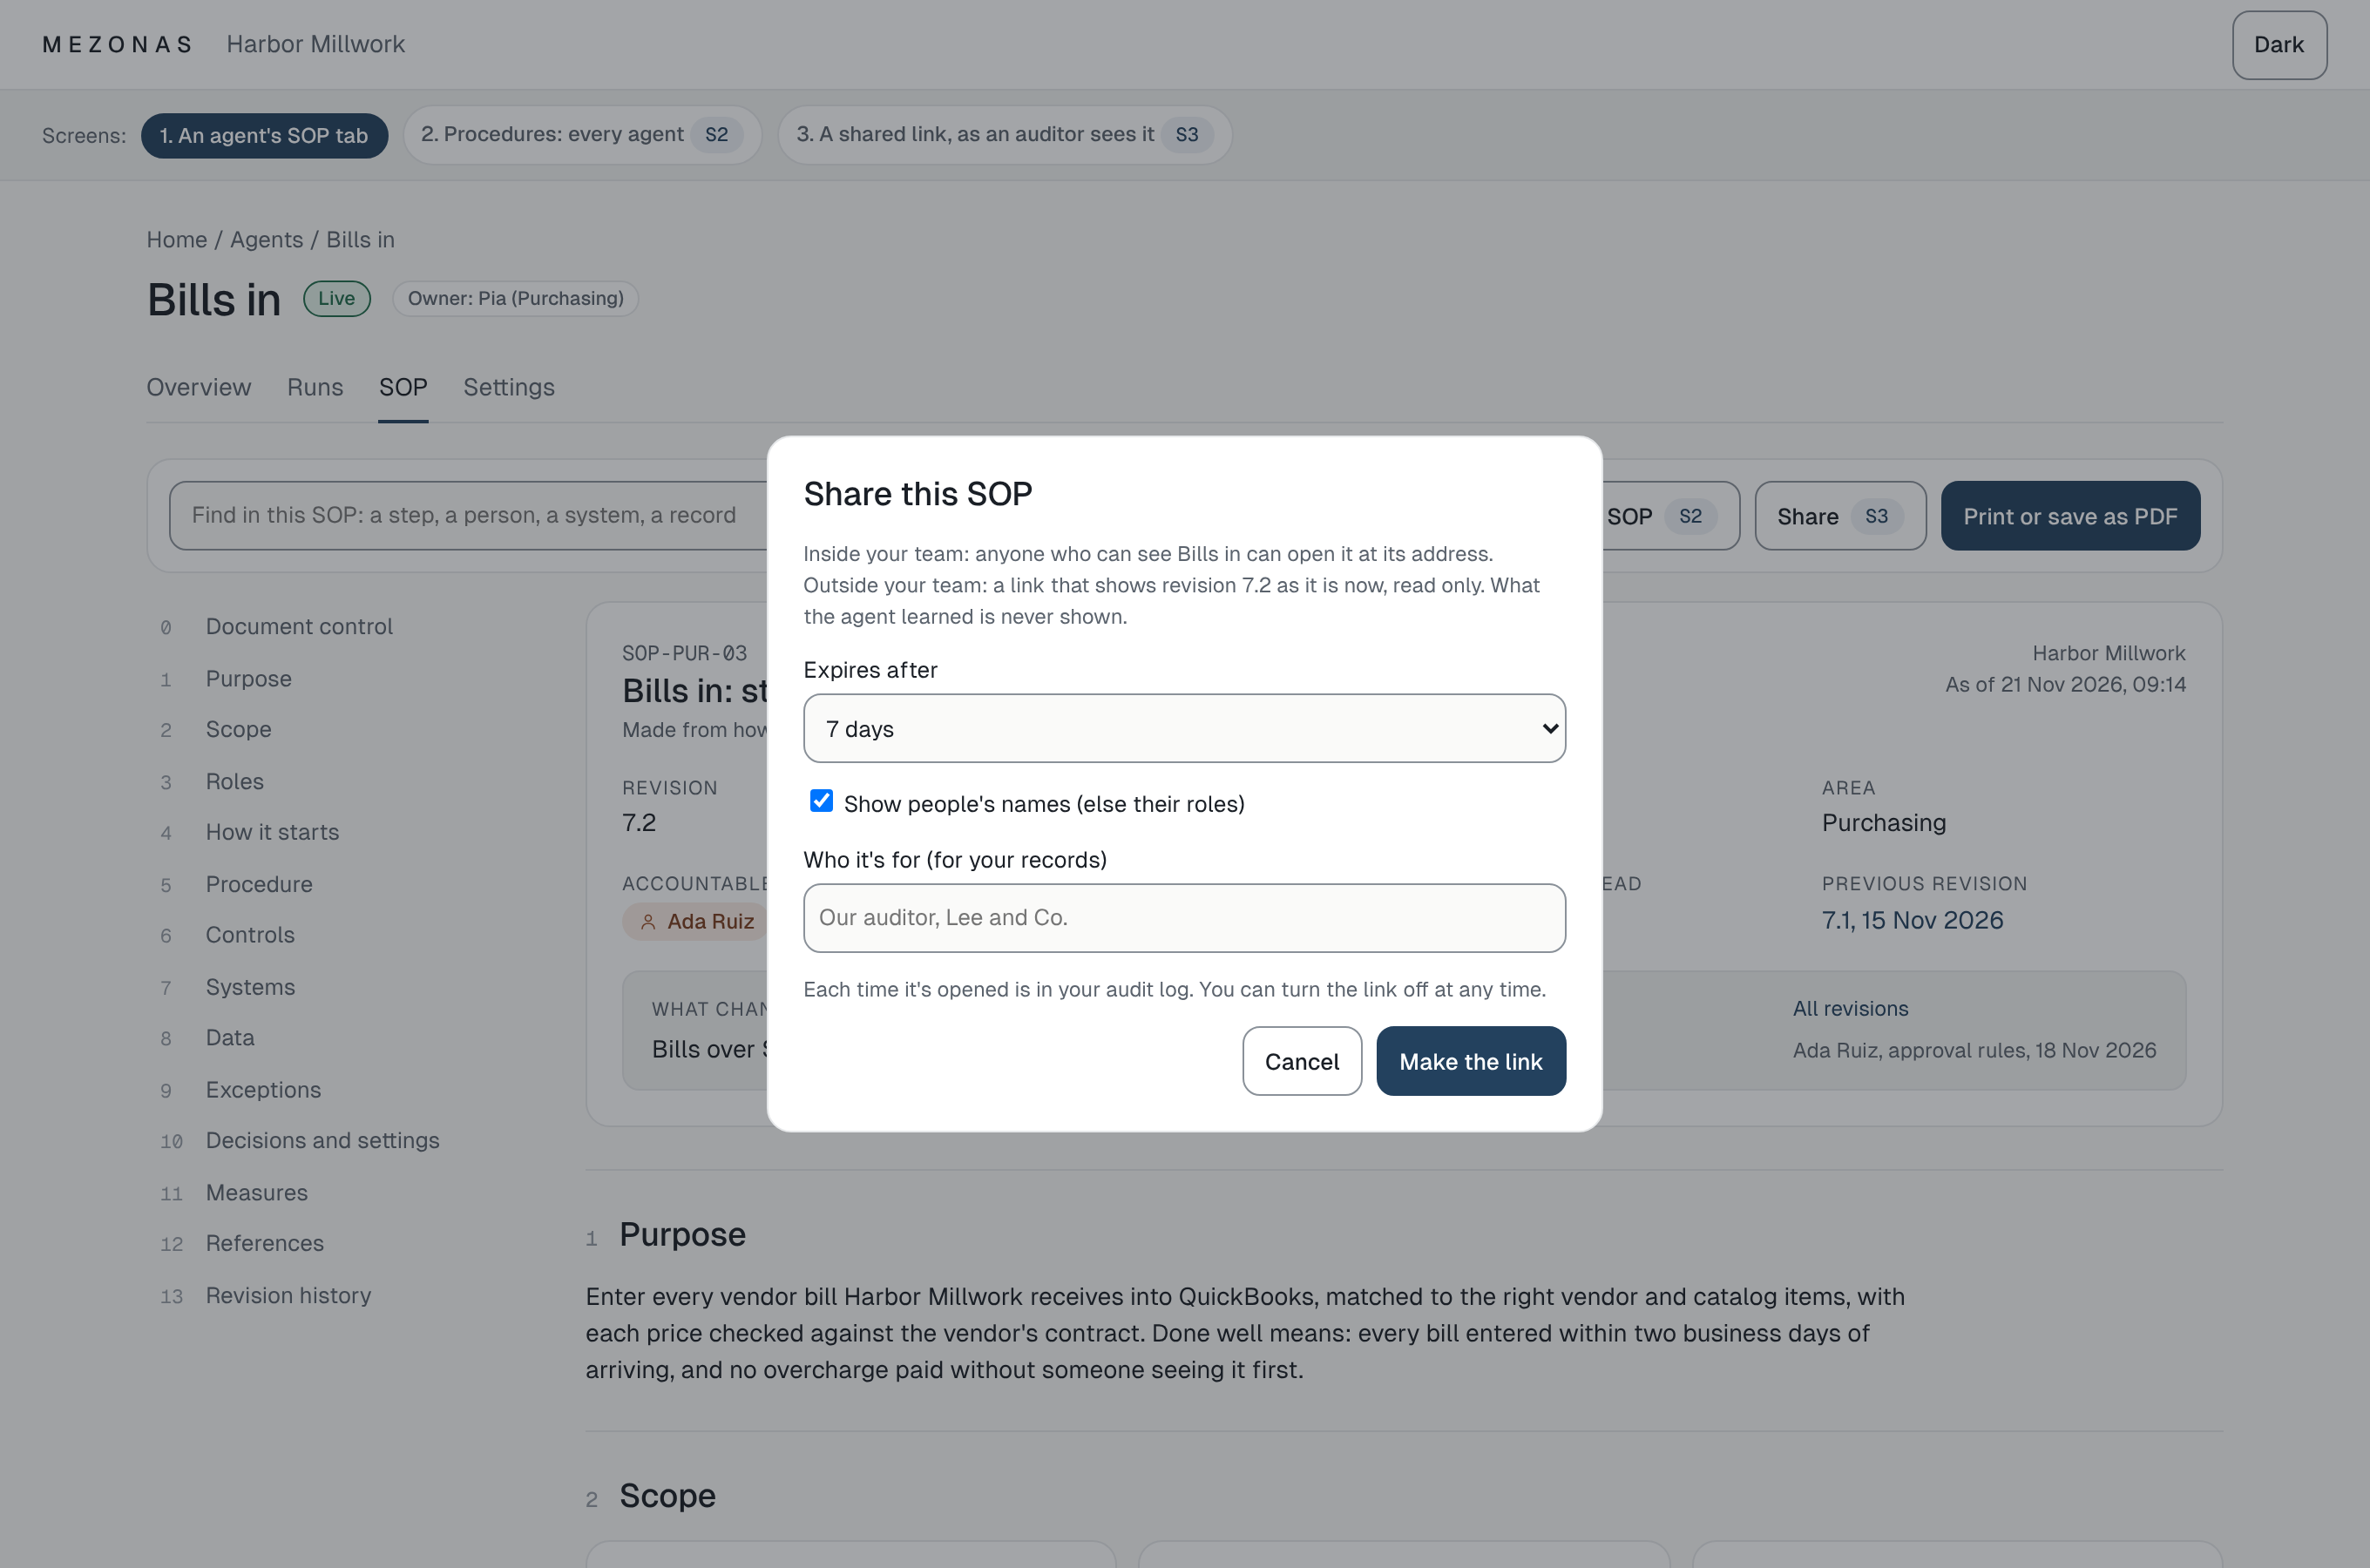 MEZONAS Harbor Millwork Dark
Screens: 1. An agent's SOP tab 2. Procedures: every agent S2 3. A shared link, as an auditor sees it S3
Home / Agents / Bills in
Bills in Live Owner: Pia (Purchasing)
Overview Runs SOP Settings
Find in this SOP: a step, a person, a system, a record
SOP S2 Share S3 Print or save as PDF
Share this SOP
Inside your team: anyone who can see Bills in can open it at its address.
Outside your team: a link that shows revision 7.2 as it is now, read only. What
the agent learned is never shown.
Expires after
7 days
Show people's names (else their roles)
Who it's for (for your records)
Our auditor, Lee and Co.
Each time it's opened is in your audit log. You can turn the link off at any time.
Cancel Make the link
0 Document control
1 Purpose
2 Scope
3 Roles
4 How it starts
5 Procedure
6 Controls
7 Systems
8 Data
9 Exceptions
10 Decisions and settings
11 Measures
12 References
13 Revision history
SOP-PUR-03 Harbor Millwork
Bills in:
As of 21 Nov 2026, 09:14
Made from how
REVISION AREA
7.2 Purchasing
ACCOUNTABLE PREVIOUS REVISION
Ada Ruiz 7.1, 15 Nov 2026
WHAT All revisions
Bills over Ada Ruiz, approval rules, 18 Nov 2026
1 Purpose
Enter every vendor bill Harbor Millwork receives into QuickBooks, matched to the right vendor and catalog items, with
each price checked against the vendor's contract. Done well means: every bill entered within two business days of
arriving, and no overcharge paid without someone seeing it first.
2 Scope